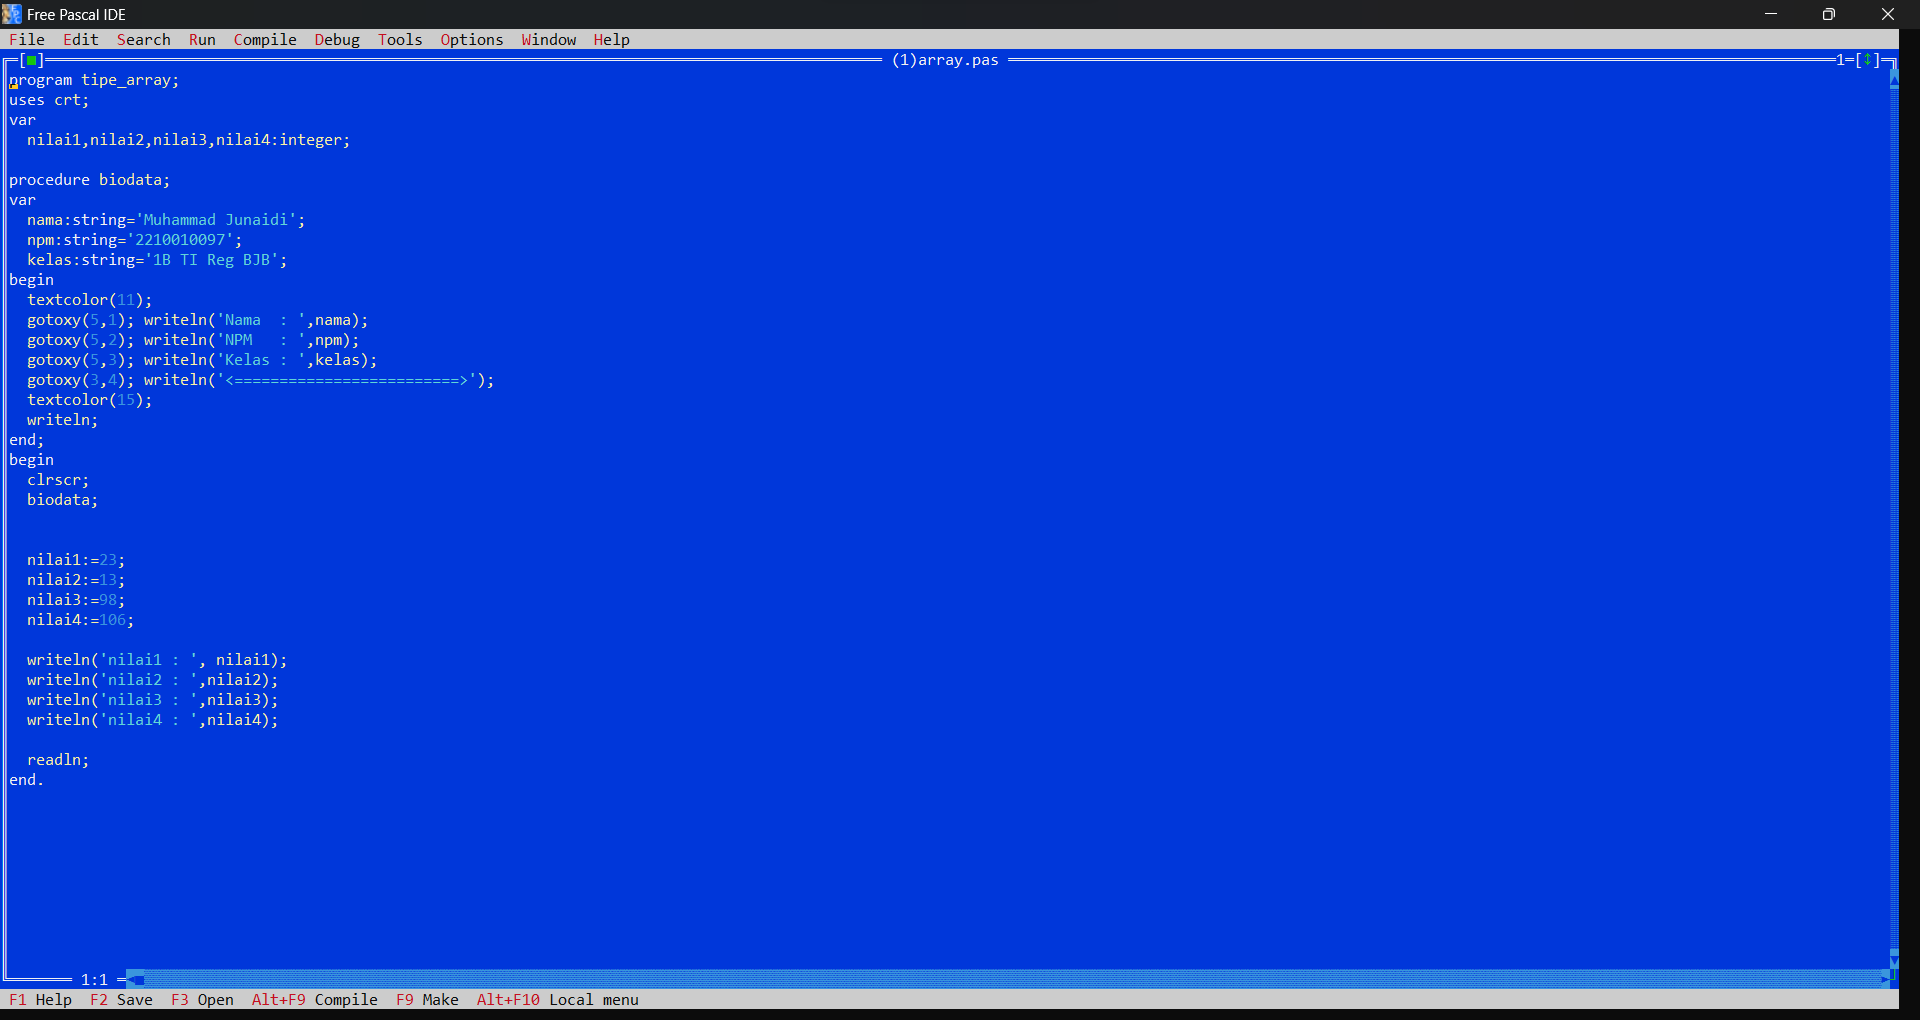 Free Pascal IDE
File Edit Search Run Compile Debug Tools Options Window Help
(1)array.pas 1=[↕]
program tipe_array;
uses crt;
var
  nilai1,nilai2,nilai3,nilai4:integer;

procedure biodata;
var
  nama:string='Muhammad Junaidi';
  npm:string='2210010097';
  kelas:string='1B TI Reg BJB';
begin
  textcolor(11);
  gotoxy(5,1); writeln('Nama  : ',nama);
  gotoxy(5,2); writeln('NPM   : ',npm);
  gotoxy(5,3); writeln('Kelas : ',kelas);
  gotoxy(3,4); writeln('<=========================>');
  textcolor(15);
  writeln;
end;
begin
  clrscr;
  biodata;

  nilai1:=23;
  nilai2:=13;
  nilai3:=98;
  nilai4:=106;

  writeln('nilai1 : ', nilai1);
  writeln('nilai2 : ',nilai2);
  writeln('nilai3 : ',nilai3);
  writeln('nilai4 : ',nilai4);

  readln;
end.
1:1
F1 Help F2 Save F3 Open Alt+F9 Compile F9 Make Alt+F10 Local menu